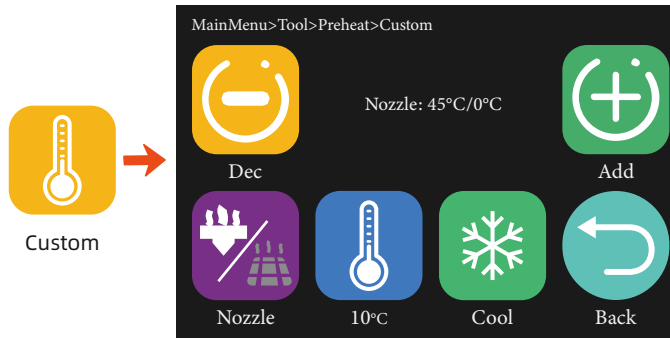 MainMenu>Tool>Preheat>Custom
Nozzle: 45°C/0°C
Dec
Add
Custom
Nozzle
10°C
Cool
Back